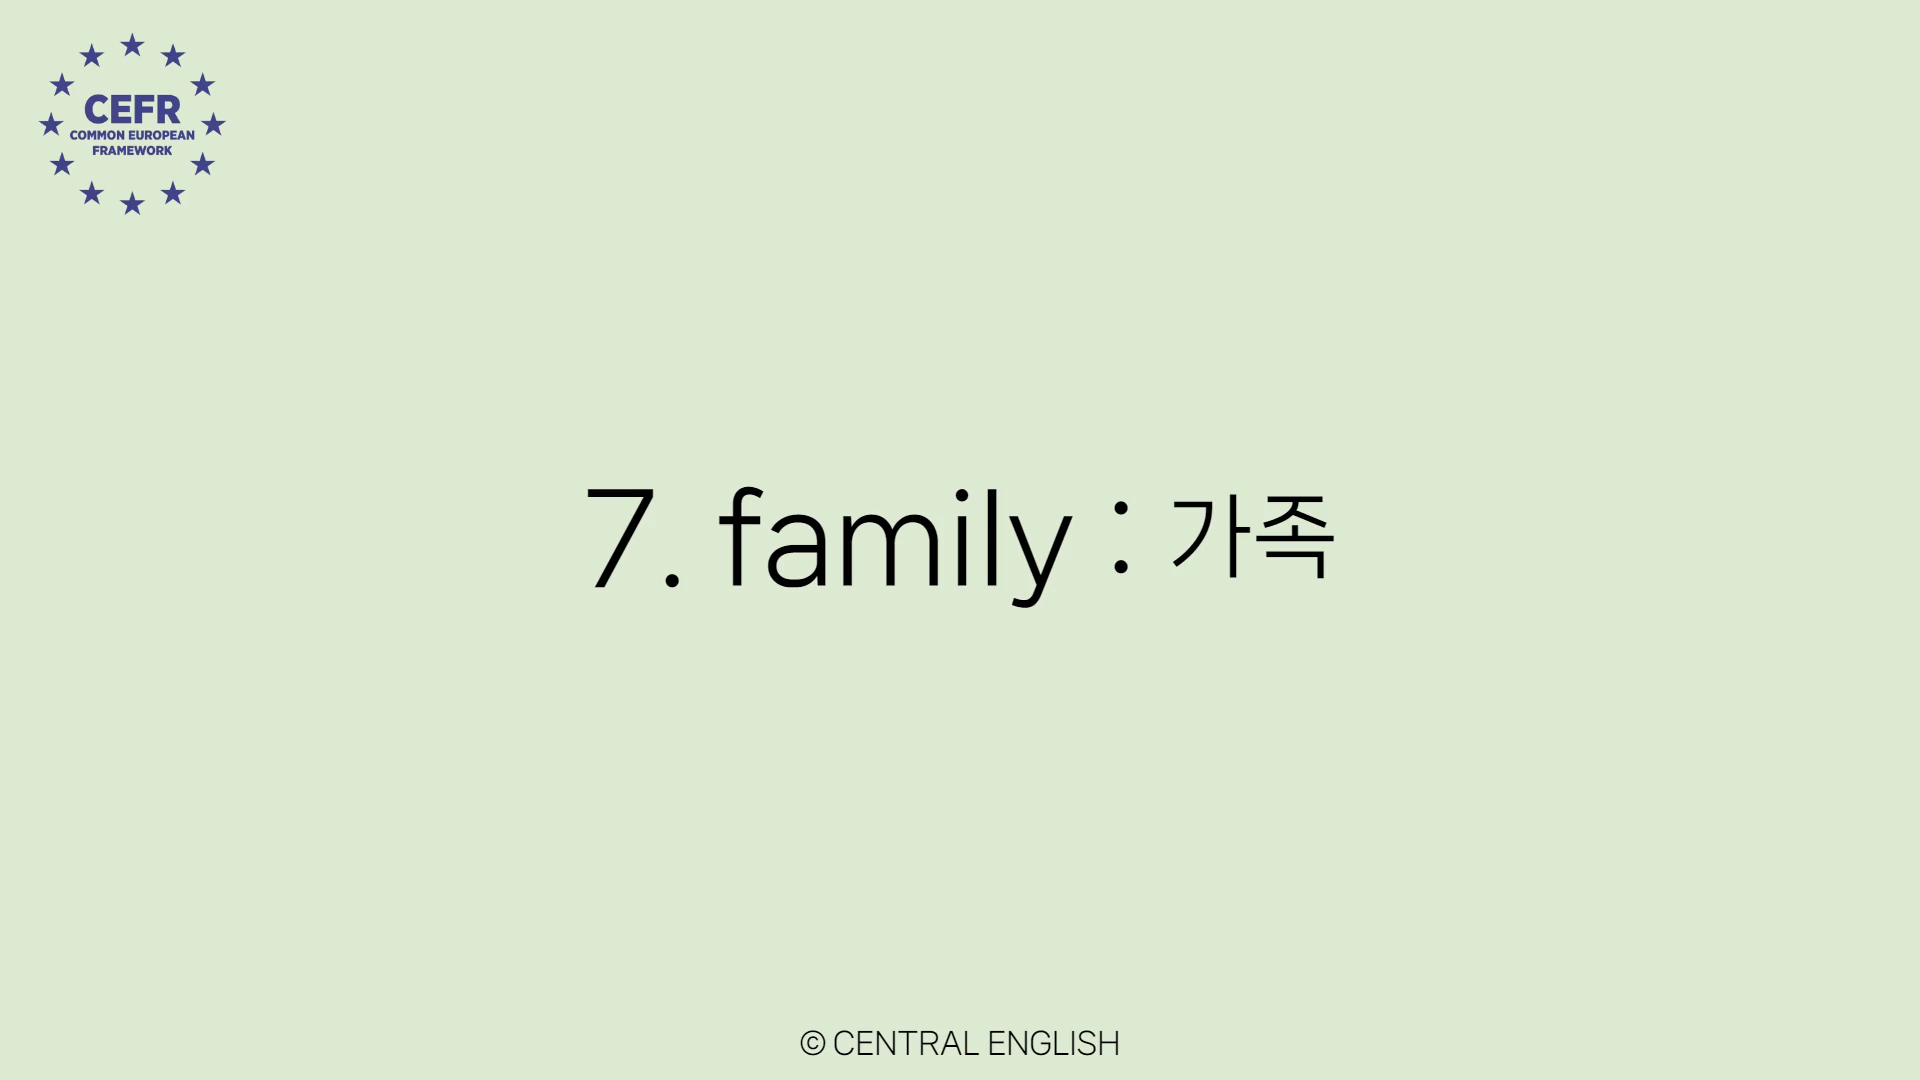 CEFR
COMMON EUROPEAN
FRAMEWORK
7. family : 가족
© CENTRAL ENGLISH